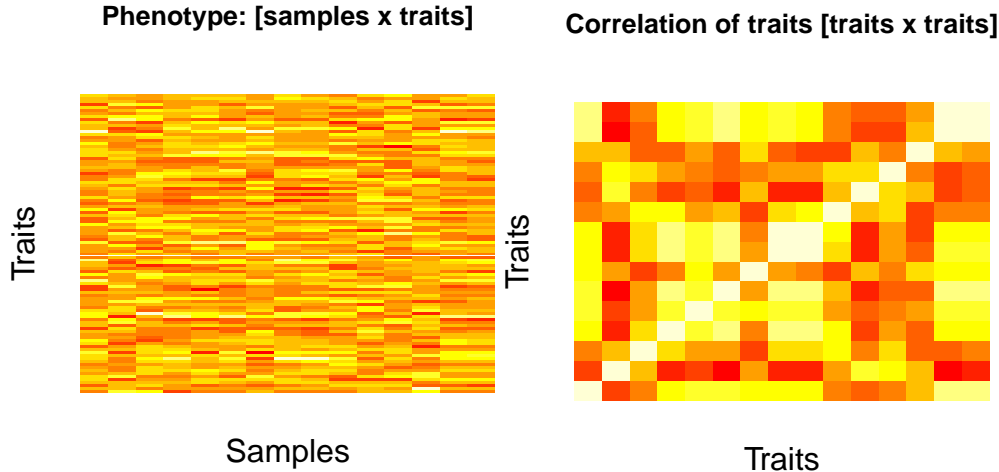 Phenotype: [samples x traits]
Correlation of traits [traits x traits]
Traits
Samples
Traits
Traits